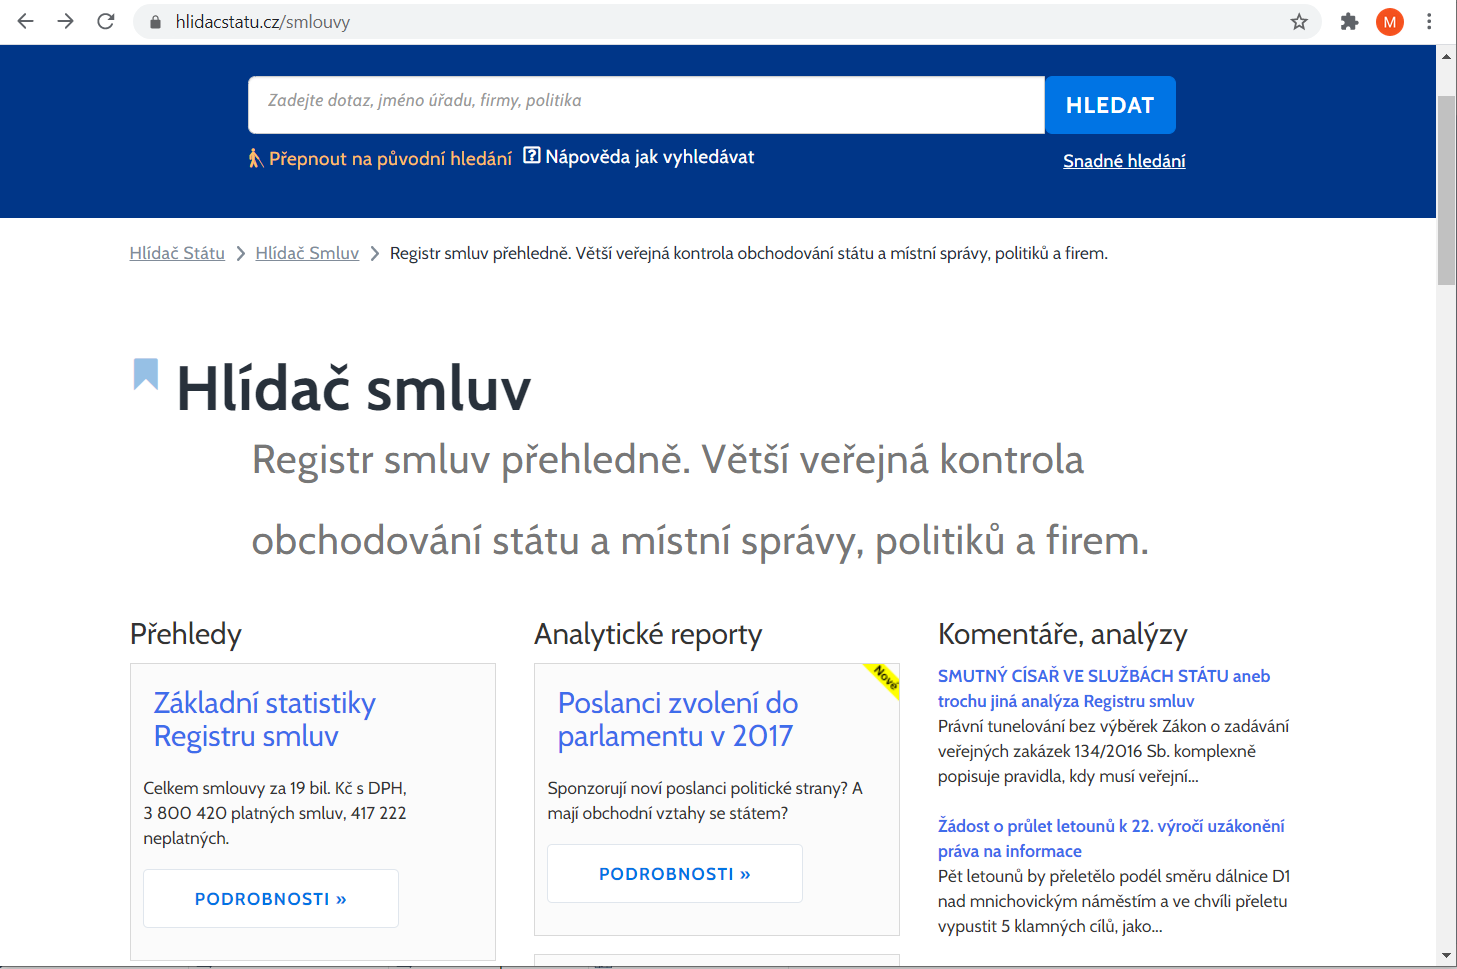 hlidacstatu.cz/smlouvy
M
Zadejte dotaz, jméno úřadu, firmy, politika
HLEDAT
Přepnout na původní hledání
Nápověda jak vyhledávat
Snadné hledání
Hlídač Státu
Hlídač Smluv
Registr smluv přehledně. Větší veřejná kontrola obchodování státu a místní správy, politiků a firem.
Hlídač smluv
Registr smluv přehledně. Větší veřejná kontrola
obchodování státu a místní správy, politiků a firem.
Přehledy
Základní statistiky
Registru smluv
Celkem smlouvy za 19 bil. Kč s DPH,
3 800 420 platných smluv, 417 222
neplatných.
PODROBNOSTI »
Analytické reporty
Nové
Poslanci zvolení do
parlamentu v 2017
Sponzorují noví poslanci politické strany? A
mají obchodní vztahy se státem?
PODROBNOSTI »
Komentáře, analýzy
SMUTNÝ CÍSAŘ VE SLUŽBÁCH STÁTU aneb
trochu jiná analýza Registru smluv
Právní tunelování bez výběrek Zákon o zadávání
veřejných zakázek 134/2016 Sb. komplexně
popisuje pravidla, kdy musí veřejní...
Žádost o průlet letounů k 22. výročí uzákonění
práva na informace
Pět letounů by přeletělo podél směru dálnice D1
nad mnichovickým náměstím a ve chvíli přeletu
vypustit 5 klamných cílů, jako...